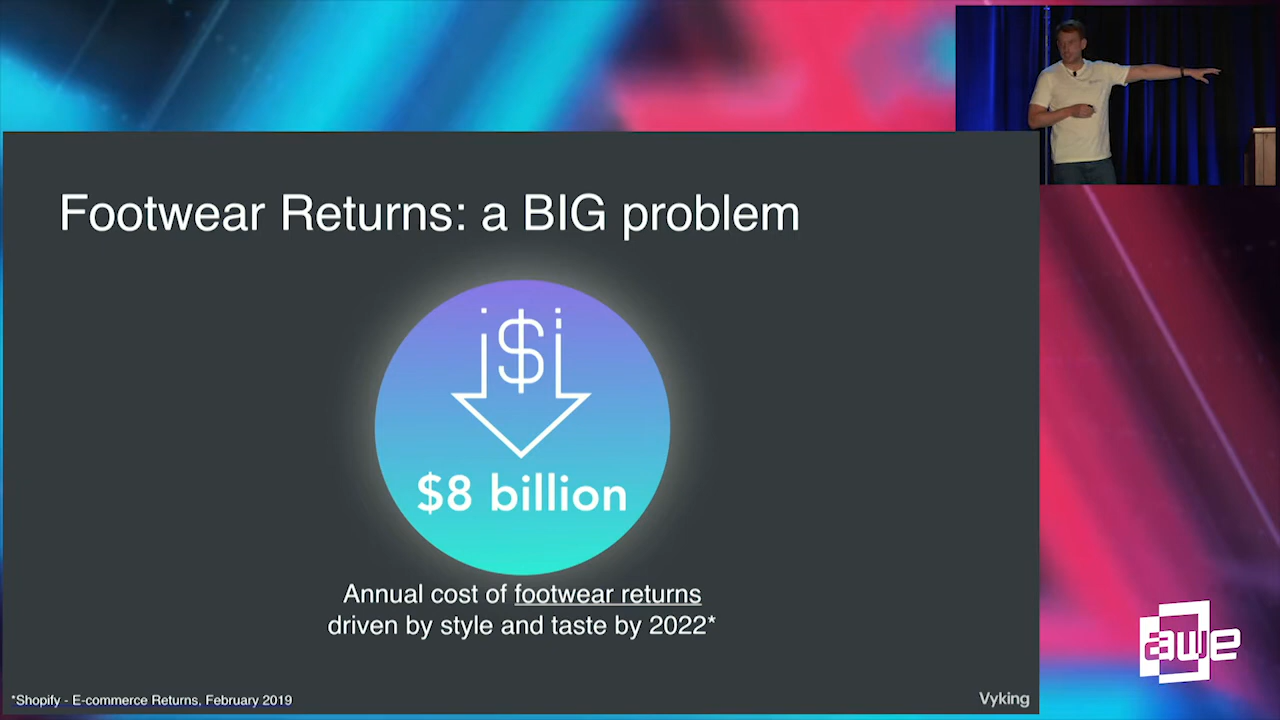 Footwear Returns: a BIG problem
$
$8 billion
Annual cost of footwear returns
driven by style and taste by 2022*
*Shopify - E-commerce Returns, February 2019
Vyking
awe